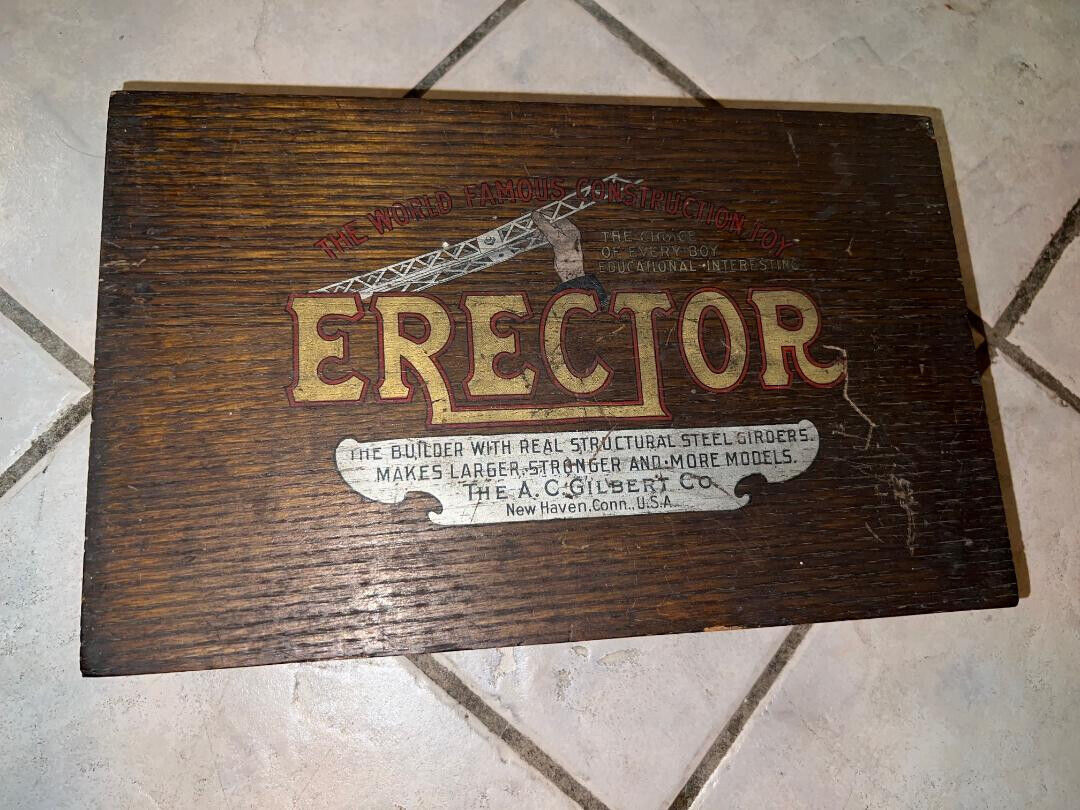 THE WORLD FAMOUS CONSTRUCTION TOY
THE CHOICE
OF EVERY BOY
EDUCATIONAL · INTERESTING
ERECTOR
THE BUILDER WITH REAL STRUCTURAL STEEL GIRDERS.
MAKES LARGER·STRONGER AND·MORE MODELS.
THE A.C. GILBERT CO.
New Haven, Conn., U.S.A.